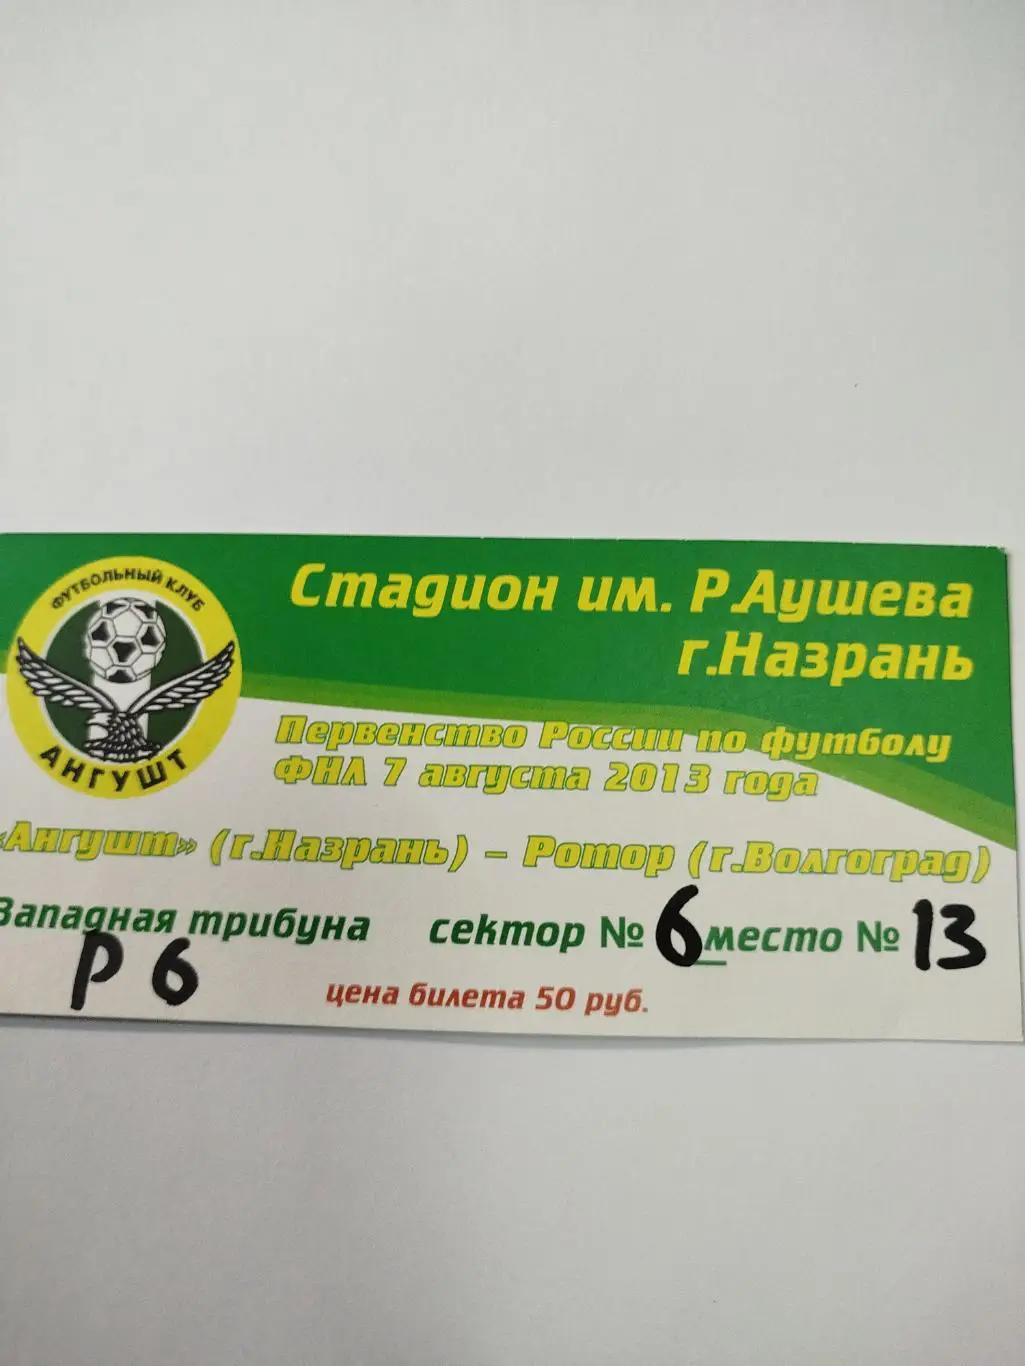 ФУТБОЛЬНЫЙ КЛУБ
АНГУШТ
Стадион им. Р.Аушева
г.Назрань
Первенство России по футболу
ФНЛ 7 августа 2013 года
«Ангушт» (г.Назрань) – Ротор (г.Волгоград)
Западная трибуна сектор № 6 место № 13
Р 6
цена билета 50 руб.